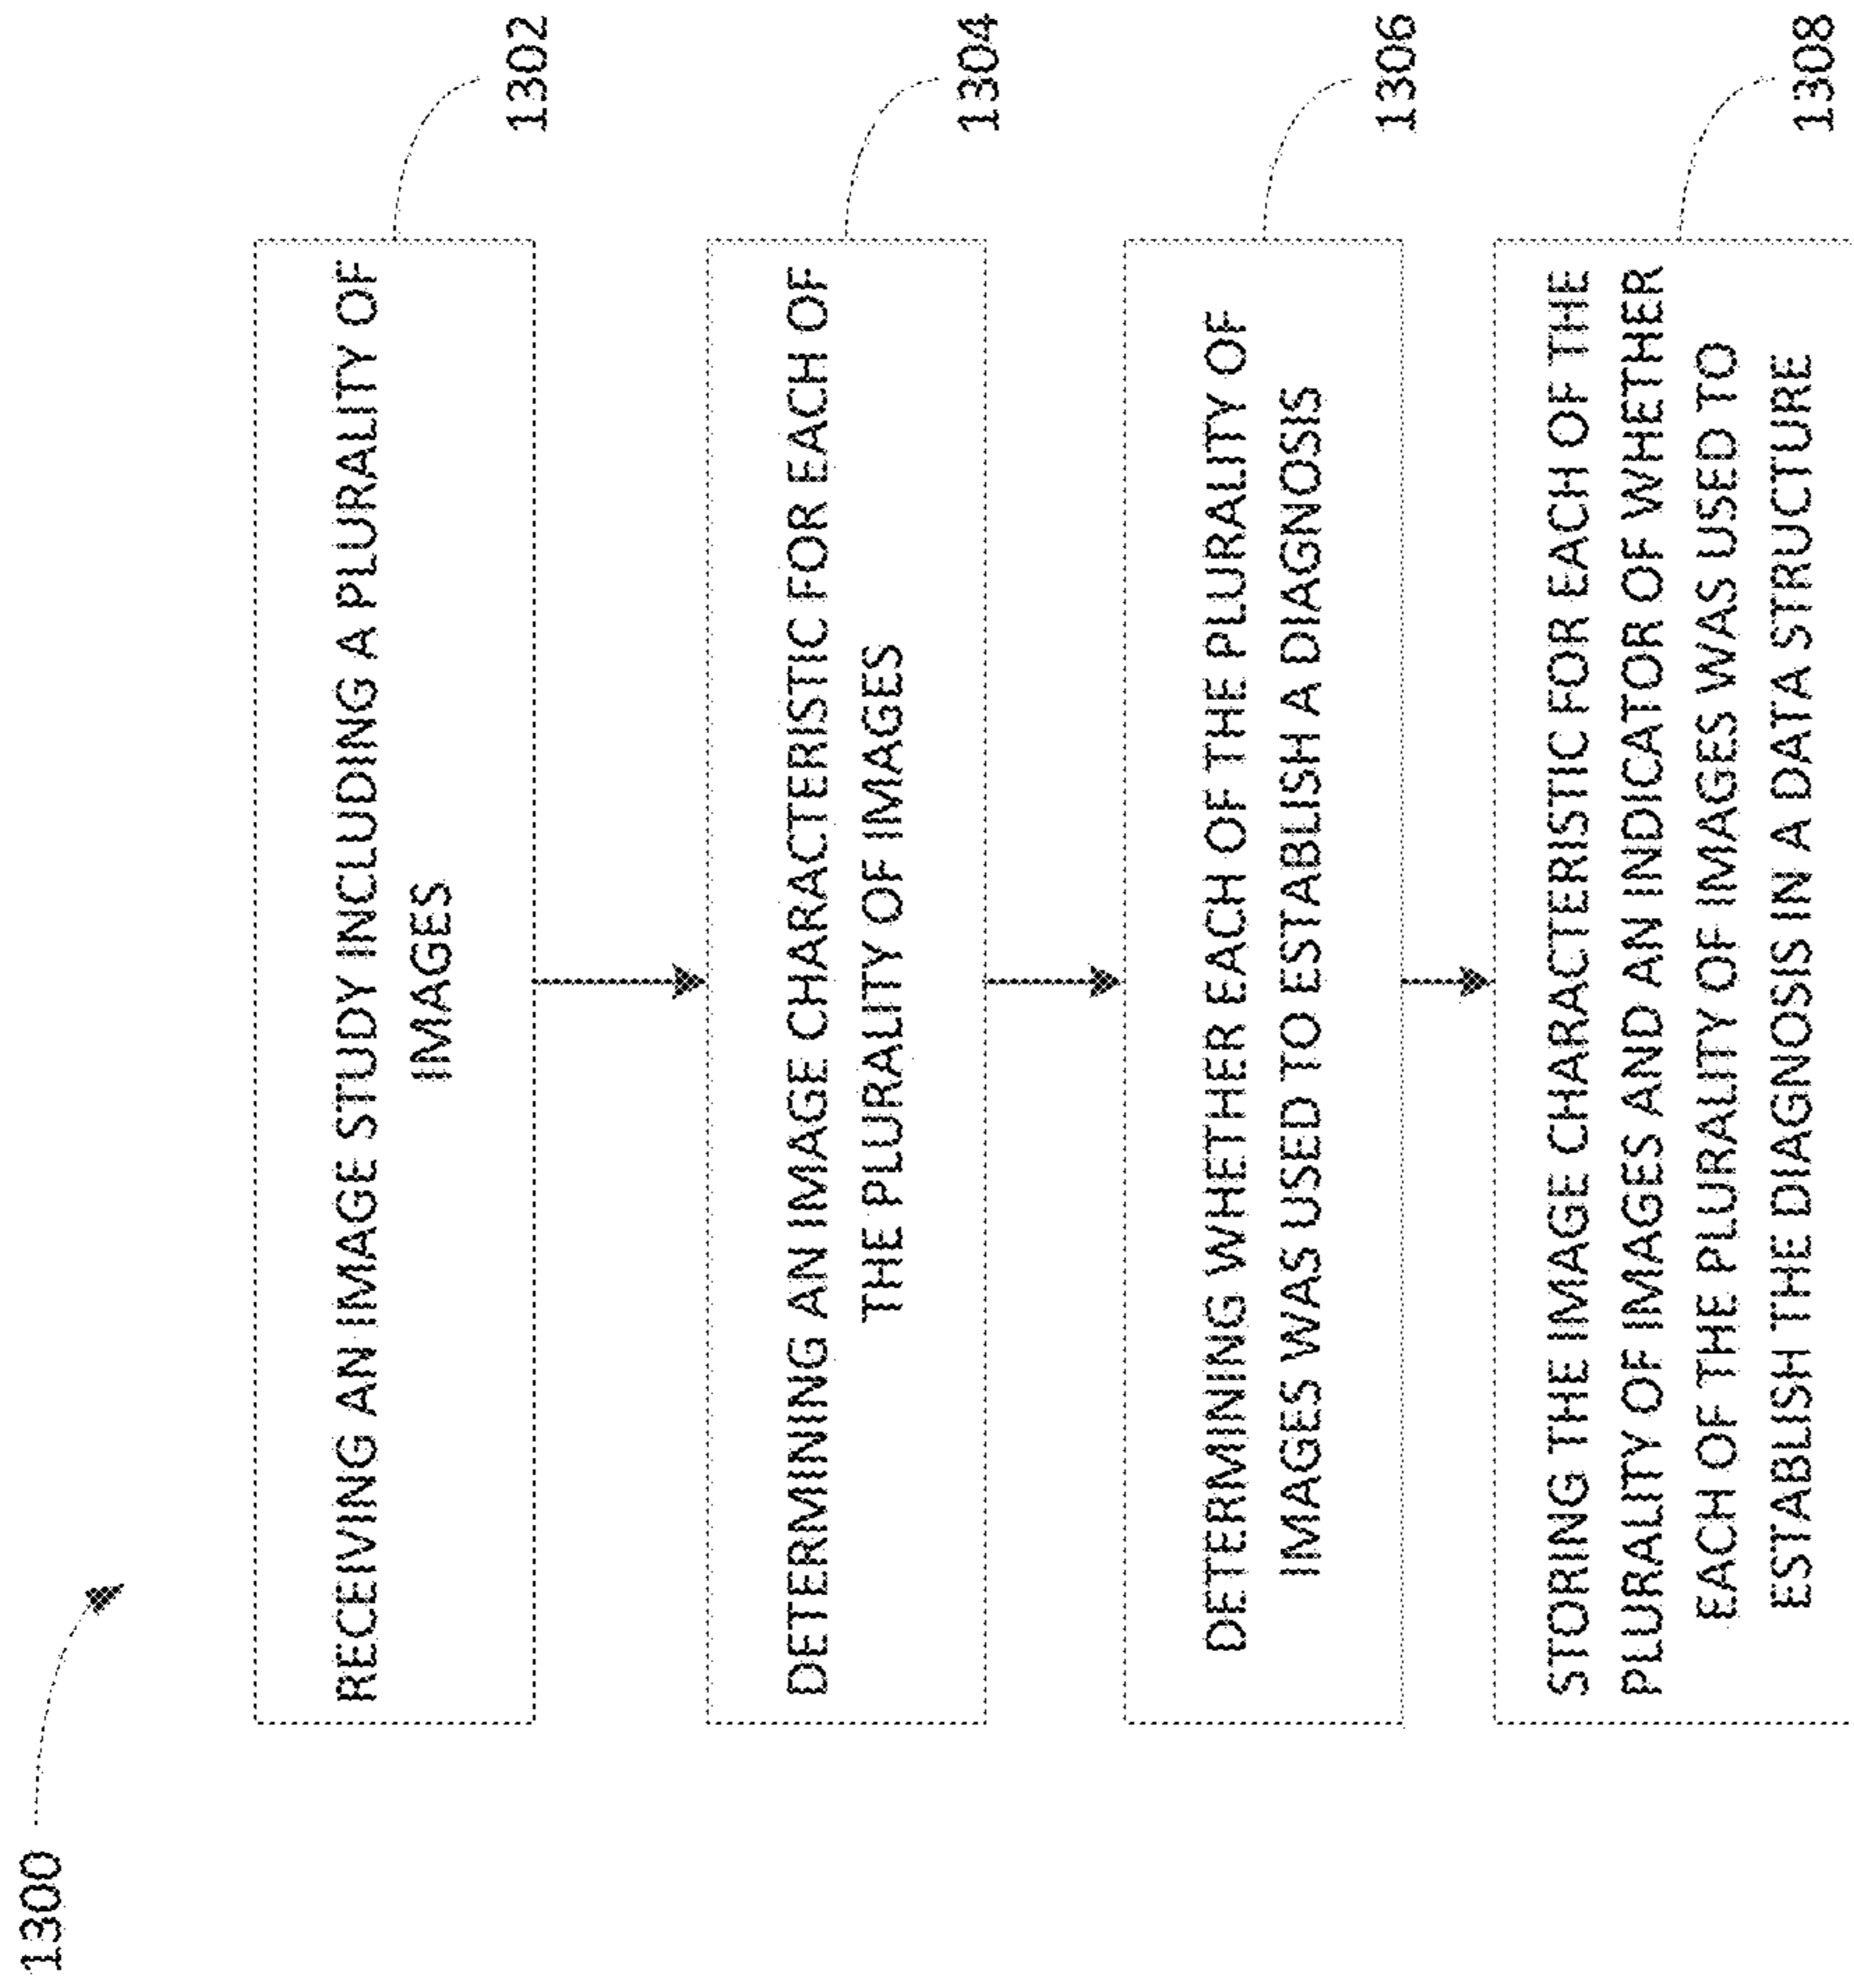 1300
RECEIVING AN IMAGE STUDY INCLUDING A PLURALITY OF
IMAGES
1302
DETERMINING AN IMAGE CHARACTERISTIC FOR EACH OF
THE PLURALITY OF IMAGES
1304
DETERMINING WHETHER EACH OF THE PLURALITY OF
IMAGES WAS USED TO ESTABLISH A DIAGNOSIS
1306
STORING THE IMAGE CHARACTERISTIC FOR EACH OF THE
PLURALITY OF IMAGES AND AN INDICATOR OF WHETHER
EACH OF THE PLURALITY OF IMAGES WAS USED TO
ESTABLISH THE DIAGNOSIS IN A DATA STRUCTURE
1308